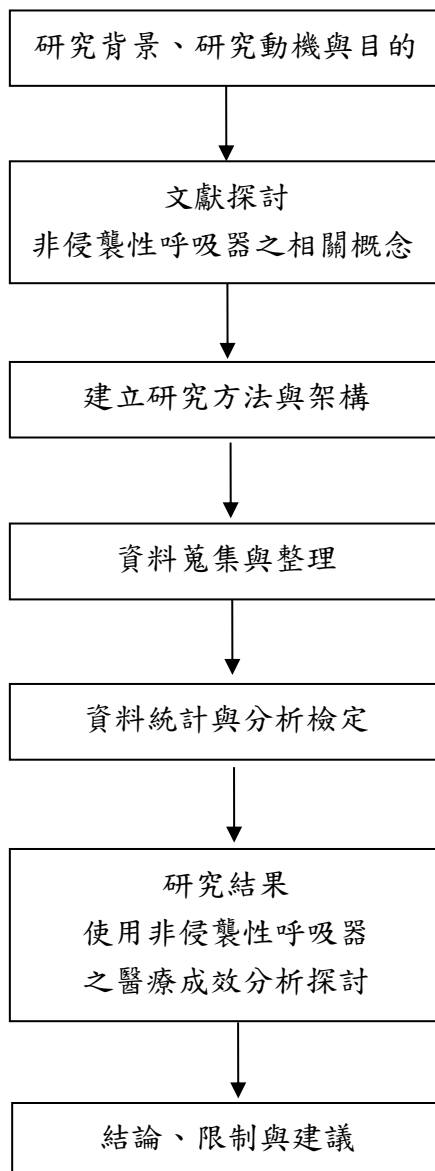 研究背景、研究動機與目的
文獻探討
非侵襲性呼吸器之相關概念
建立研究方法與架構
資料蒐集與整理
資料統計與分析檢定
研究結果
使用非侵襲性呼吸器
之醫療成效分析探討
結論、限制與建議